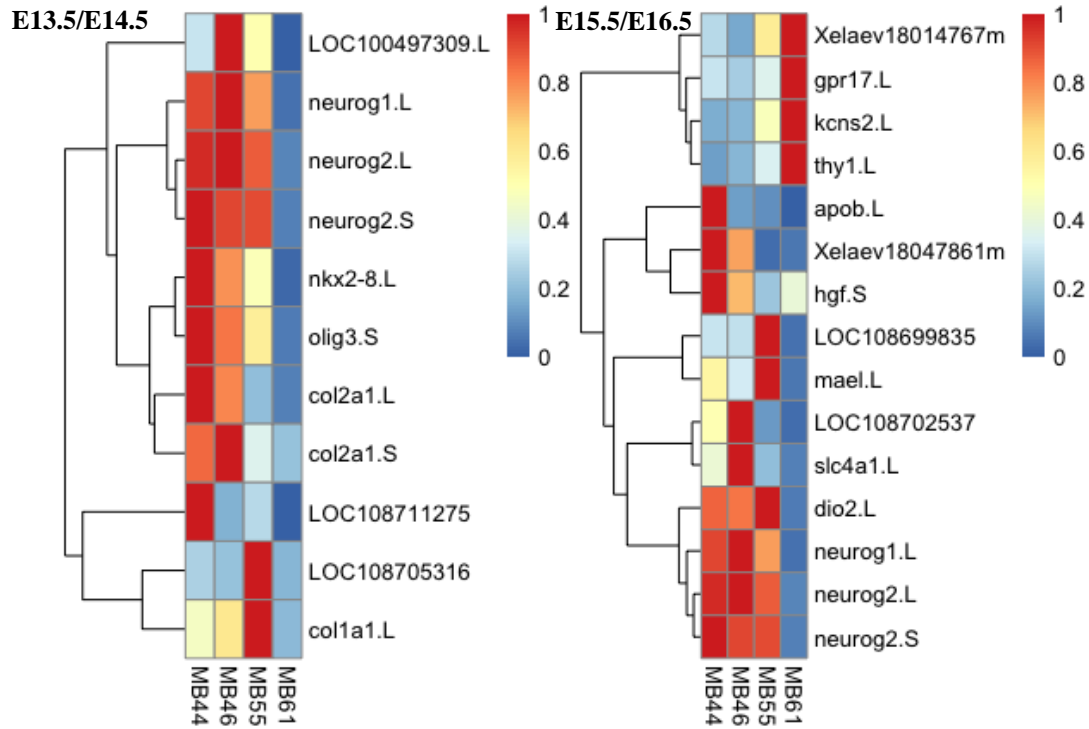 E13.5/E14.5
LOC100497309.L
neurog1.L
neurog2.L
neurog2.S
nkx2-8.L
olig3.S
col2a1.L
col2a1.S
LOC108711275
LOC108705316
col1a1.L
MB44
MB46
MB55
MB61
1
0.8
0.6
0.4
0.2
0
E15.5/E16.5
Xelaev18014767m
gpr17.L
kcns2.L
thy1.L
apob.L
Xelaev18047861m
hgf.S
LOC108699835
mael.L
LOC108702537
slc4a1.L
dio2.L
neurog1.L
neurog2.L
neurog2.S
MB44
MB46
MB55
MB61
1
0.8
0.6
0.4
0.2
0